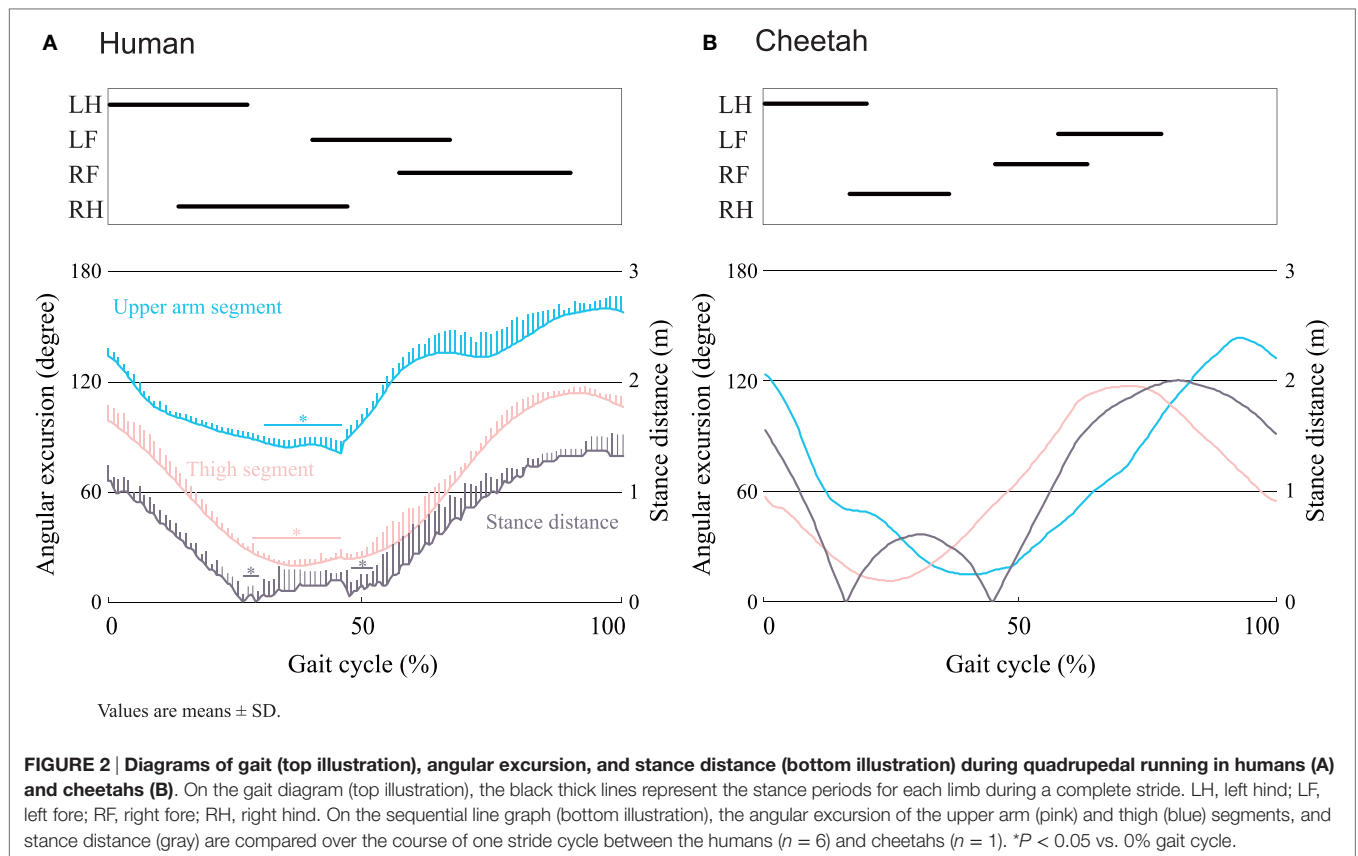 A Human
B Cheetah
LH
LF
RF
RH
LH
LF
RF
RH
180
120
60
0
Angular excursion (degree)
Upper arm segment
*
Thigh segment
*
Stance distance
*
*
3
2
1
0
Stance distance (m)
0 50 100
Gait cycle (%)
180
120
60
0
Angular excursion (degree)
3
2
1
0
Stance distance (m)
0 50 100
Gait cycle (%)
Values are means ± SD.
FIGURE 2 | Diagrams of gait (top illustration), angular excursion, and stance distance (bottom illustration) during quadrupedal running in humans (A)
and cheetahs (B). On the gait diagram (top illustration), the black thick lines represent the stance periods for each limb during a complete stride. LH, left hind; LF,
left fore; RF, right fore; RH, right hind. On the sequential line graph (bottom illustration), the angular excursion of the upper arm (pink) and thigh (blue) segments, and
stance distance (gray) are compared over the course of one stride cycle between the humans (n = 6) and cheetahs (n = 1). *P < 0.05 vs. 0% gait cycle.